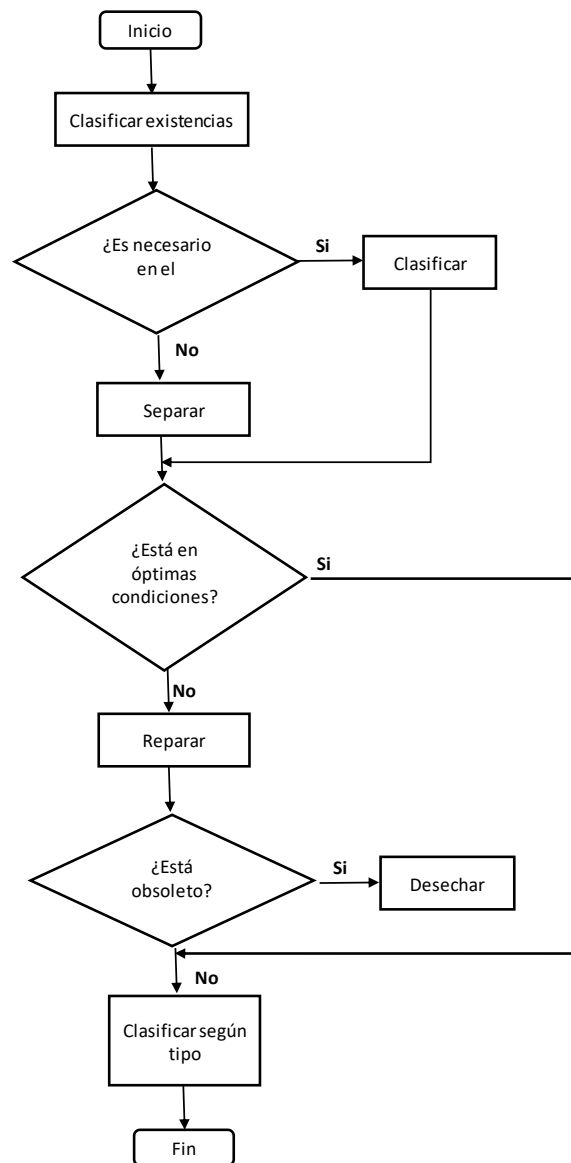 Inicio
Clasificar existencias
¿Es necesario
en el
Si
Clasificar
No
Separar
¿Está en
óptimas
condiciones?
Si
No
Reparar
¿Está
obsoleto?
Si
Desechar
No
Clasificar según
tipo
Fin